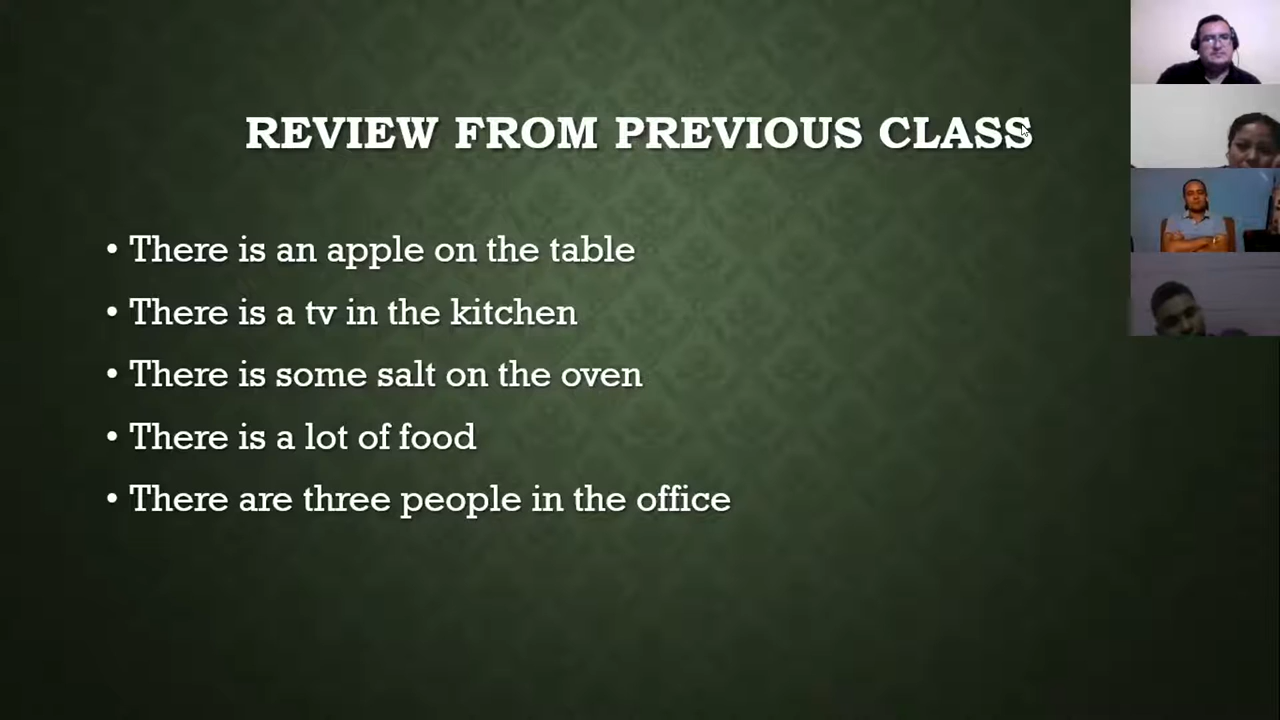 REVIEW FROM PREVIOUS CLASS
• There is an apple on the table
• There is a tv in the kitchen
• There is some salt on the oven
• There is a lot of food
• There are three people in the office